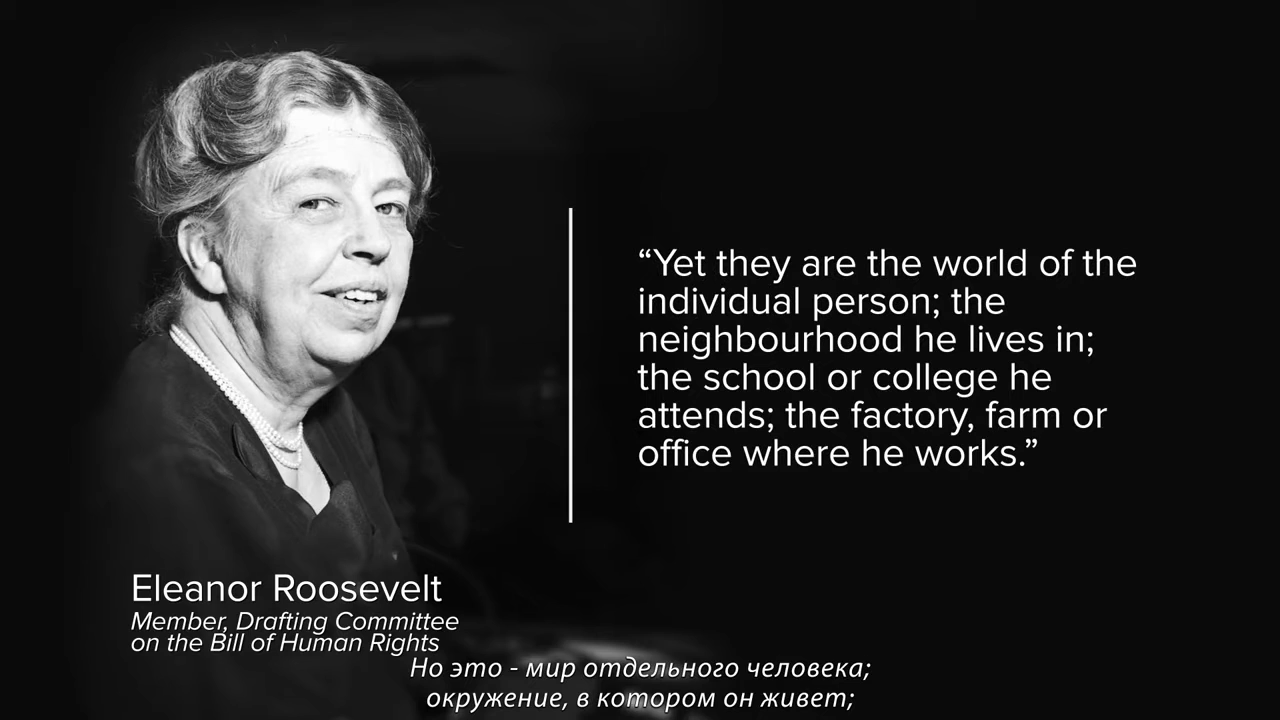 “Yet they are the world of the
individual person; the
neighbourhood he lives in;
the school or college he
attends; the factory, farm or
office where he works.”
Eleanor Roosevelt
Member, Drafting Committee
on the Bill of Human Rights
Но это - мир отдельного человека;
окружение, в котором он живет;